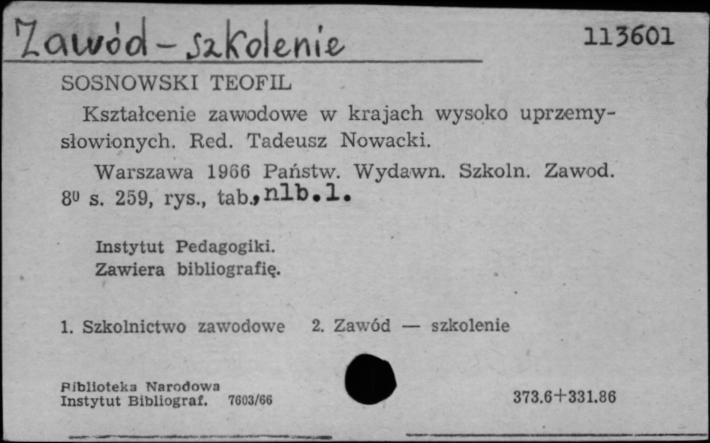 Zawód - szkolenie 113601
SOSNOWSKI TEOFIL
Kształcenie zawodowe w krajach wysoko uprzemy-
słowionych. Red. Tadeusz Nowacki.
Warszawa 1966 Państw. Wydawn. Szkoln. Zawod.
8⁰ s. 259, rys., tab., nlb.1.
Instytut Pedagogiki.
Zawiera bibliografię.
1. Szkolnictwo zawodowe 2. Zawód — szkolenie
Biblioteka Narodowa
Instytut Bibliograf. 7603/66 373.6+331.86